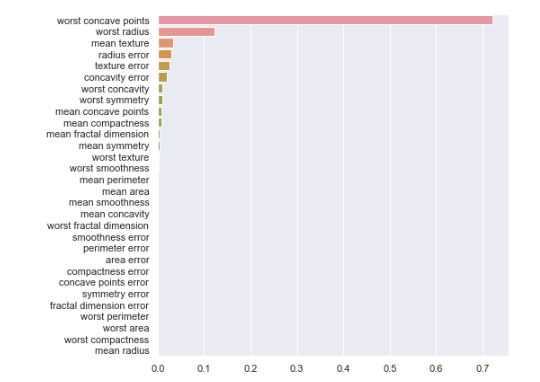 worst concave points
worst radius
mean texture
radius error
texture error
concavity error
worst concavity
worst symmetry
mean concave points
mean compactness
mean fractal dimension
mean symmetry
worst texture
worst smoothness
mean perimeter
mean area
mean smoothness
mean concavity
worst fractal dimension
smoothness error
perimeter error
area error
compactness error
concave points error
symmetry error
fractal dimension error
worst perimeter
worst area
worst compactness
mean radius
0.0 0.1 0.2 0.3 0.4 0.5 0.6 0.7